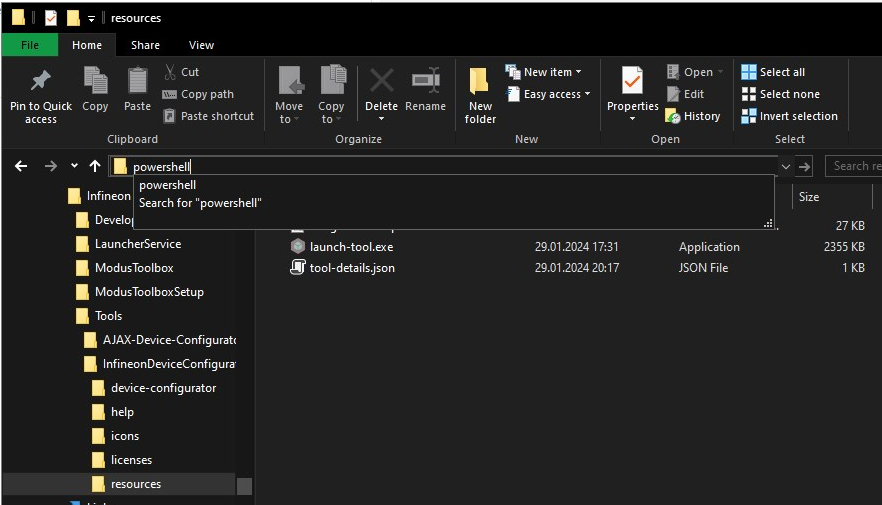 resources
File Home Share View
Pin to Quick access
Copy
Paste
Cut
Copy path
Paste shortcut
Clipboard
Move to
Copy to
Delete
Rename
Organize
New folder
New item
Easy access
New
Properties
Open
Edit
History
Open
Select all
Select none
Invert selection
Select
powershell
Search re
powershell
Search for "powershell"
Size
Infineon
Develop
LauncherService
ModusToolbox
ModusToolboxSetup
Tools
AJAX-Device-Configurato
InfineonDeviceConfigurat
device-configurator
help
icons
licenses
resources
27 KB
launch-tool.exe 29.01.2024 17:31 Application 2355 KB
tool-details.json 29.01.2024 20:17 JSON File 1 KB